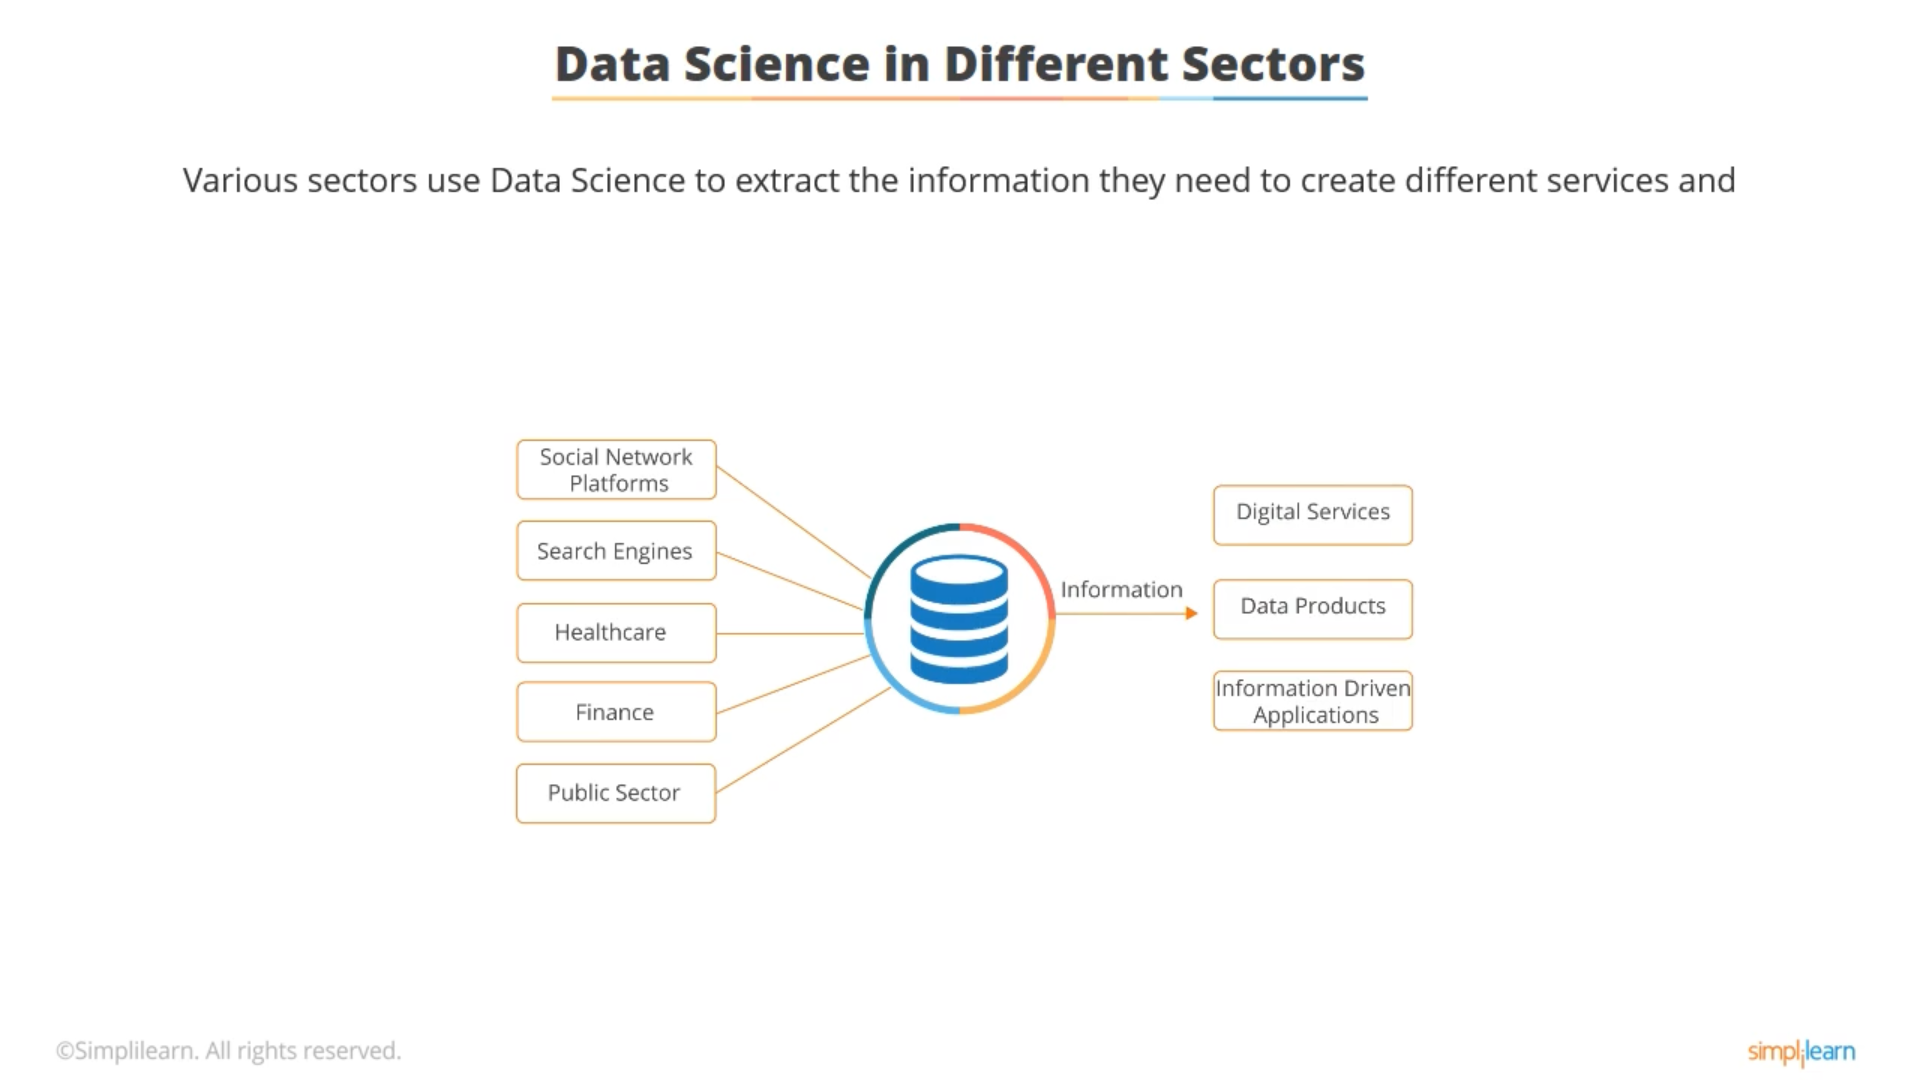 Data Science in Different Sectors
Various sectors use Data Science to extract the information they need to create different services and
Social Network
Platforms
Search Engines
Healthcare
Finance
Public Sector
Information
Digital Services
Data Products
Information Driven
Applications
©Simplilearn. All rights reserved.
simplilearn